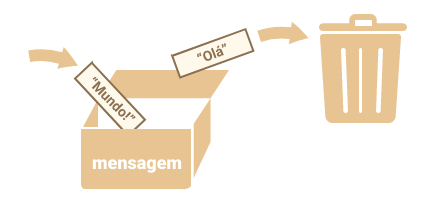 “Mundo!”
“Olá”
mensagem